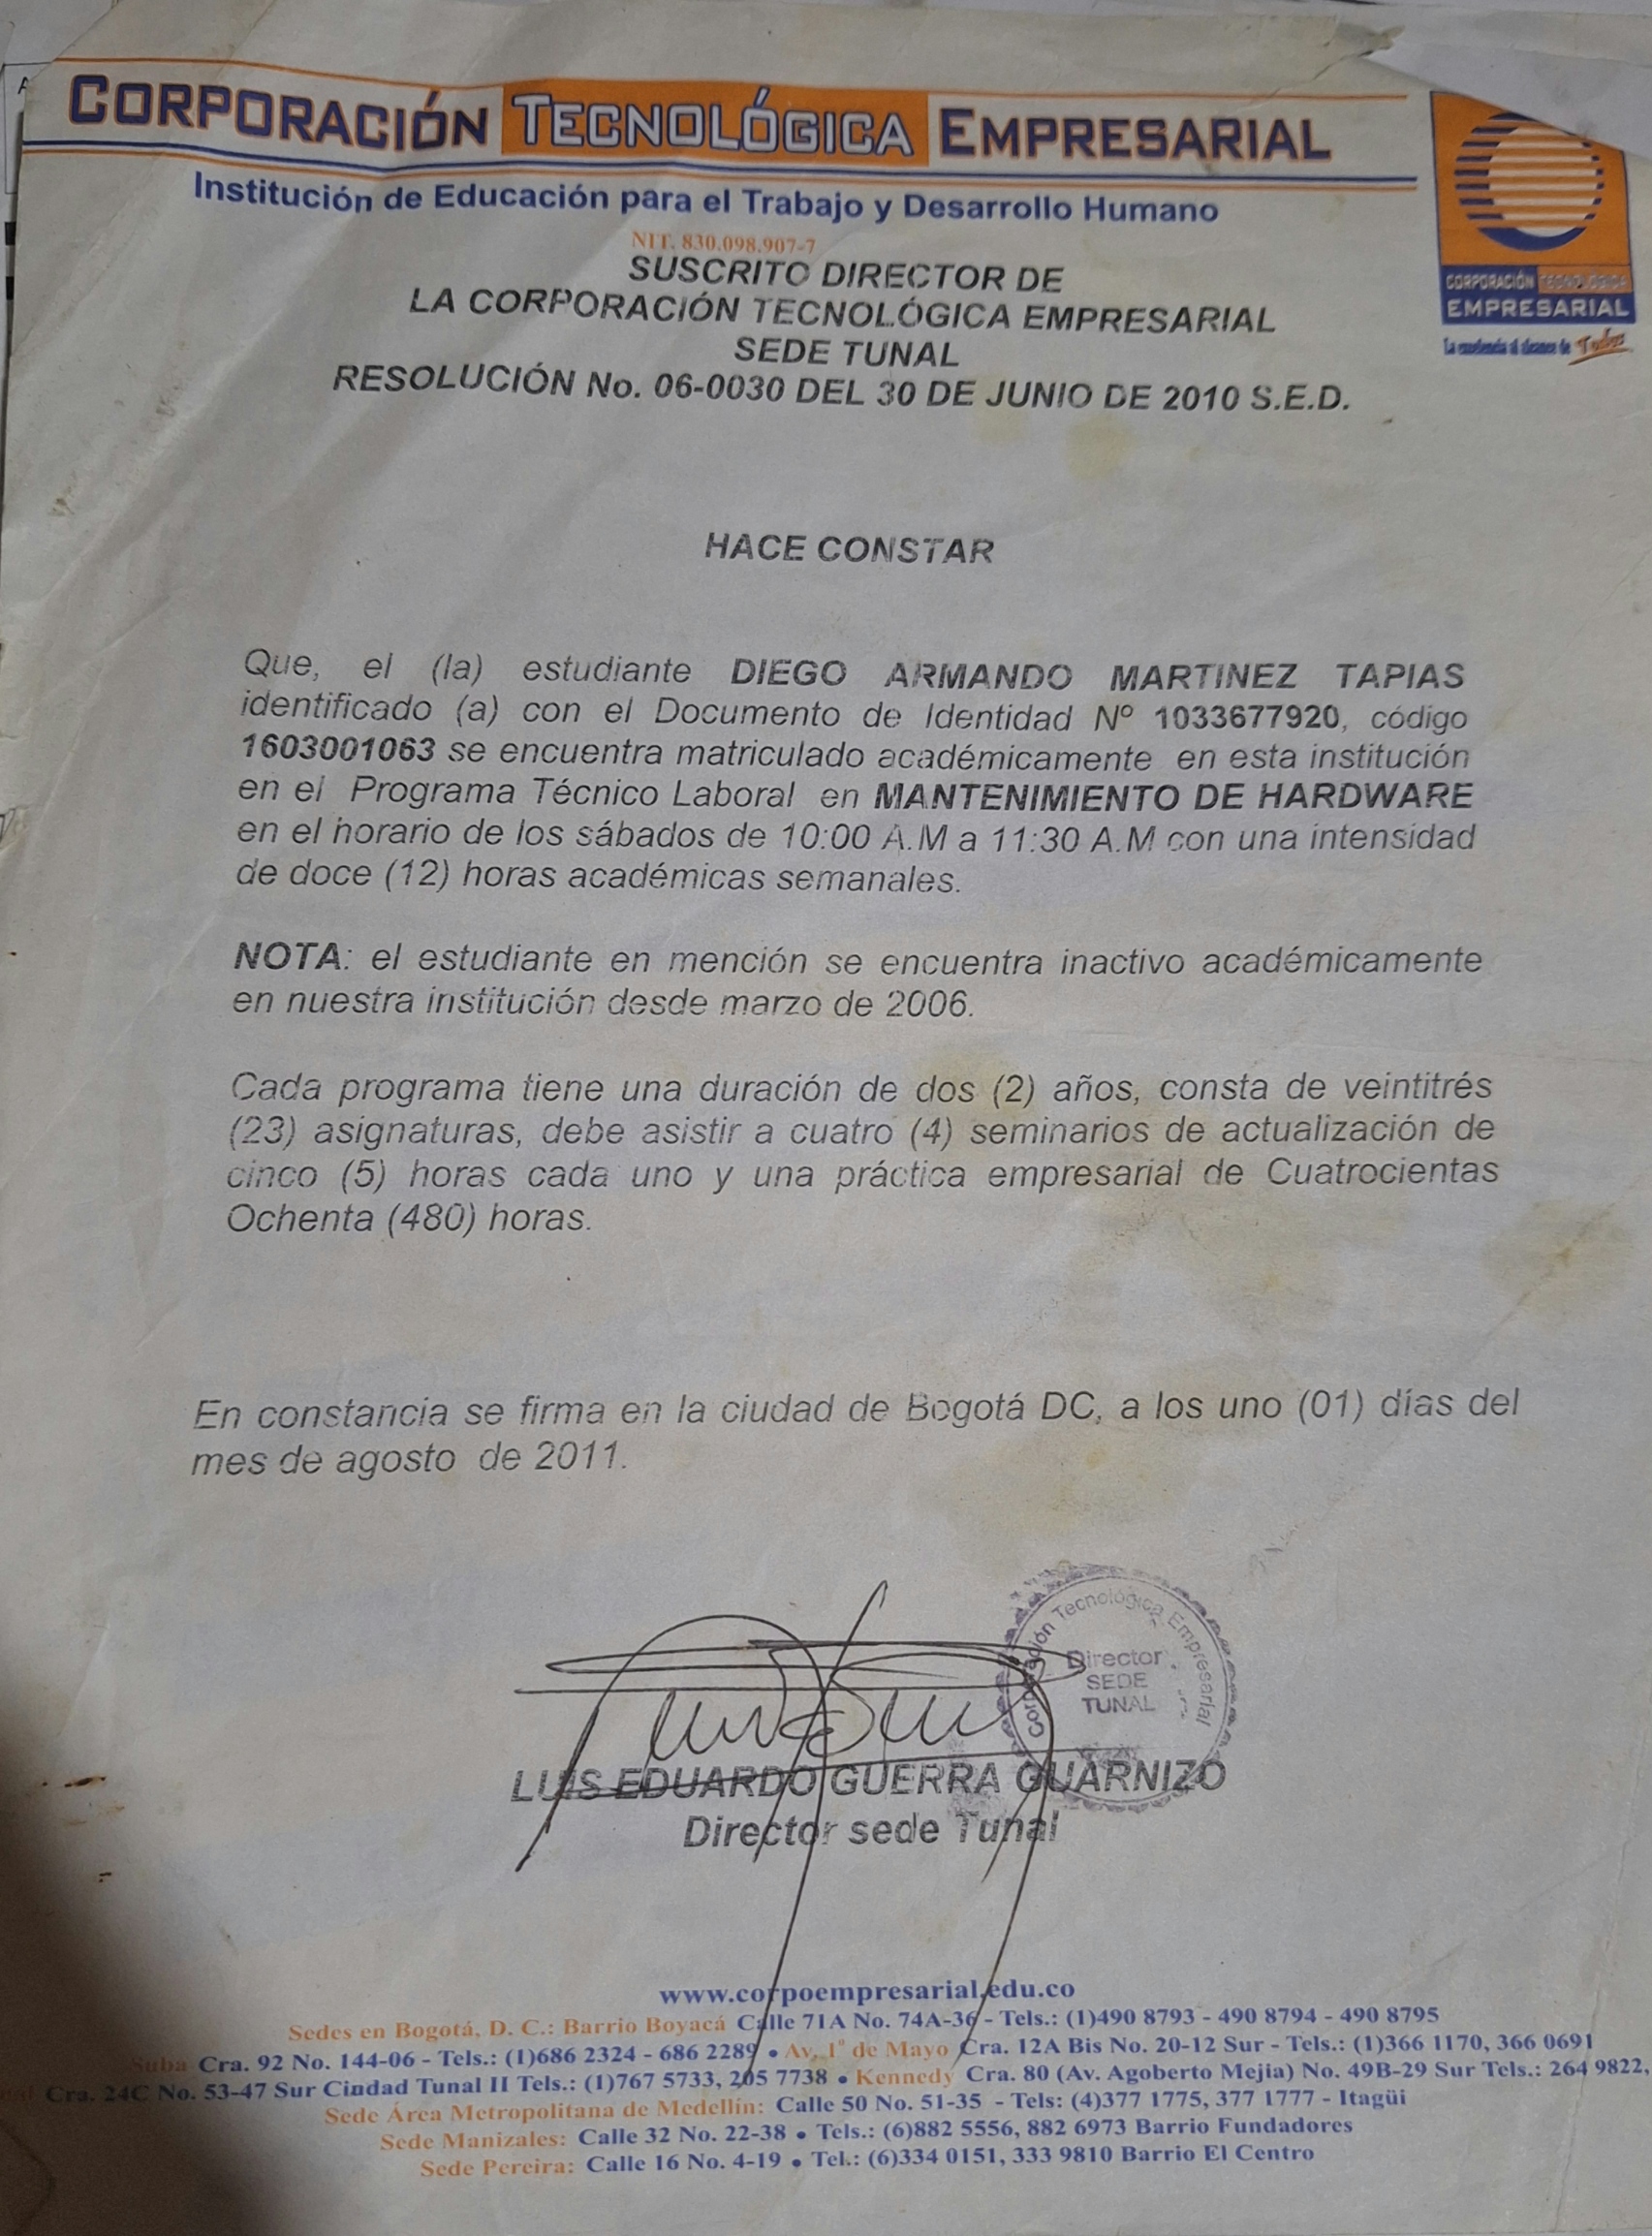 CORPORACIÓN TECNOLÓGICA EMPRESARIAL
Institución de Educación para el Trabajo y Desarrollo Humano
NIT. 830.098.907-7
CORPORACIÓN TECNOLÓGICA
EMPRESARIAL
La excelencia al alcance de Todos
SUSCRITO DIRECTOR DE
LA CORPORACIÓN TECNOLÓGICA EMPRESARIAL
SEDE TUNAL
RESOLUCIÓN No. 06-0030 DEL 30 DE JUNIO DE 2010 S.E.D.
HACE CONSTAR
Que, el (la) estudiante DIEGO ARMANDO MARTINEZ TAPIAS
identificado (a) con el Documento de Identidad Nº 1033677920, código
1603001063 se encuentra matriculado académicamente en esta institución
en el Programa Técnico Laboral en MANTENIMIENTO DE HARDWARE
en el horario de los sábados de 10:00 A.M a 11:30 A.M con una intensidad
de doce (12) horas académicas semanales.
NOTA: el estudiante en mención se encuentra inactivo académicamente
en nuestra institución desde marzo de 2006.
Cada programa tiene una duración de dos (2) años, consta de veintitrés
(23) asignaturas, debe asistir a cuatro (4) seminarios de actualización de
cinco (5) horas cada uno y una práctica empresarial de Cuatrocientas
Ochenta (480) horas.
En constancia se firma en la ciudad de Bogotá DC, a los uno (01) días del
mes de agosto de 2011.
Corporación Tecnológica Empresarial
Director
SEDE
TUNAL
LUIS EDUARDO GUERRA GUARNIZO
Director sede Tunal
www.corpoempresarial.edu.co
Sedes en Bogotá, D. C.: Barrio Boyacá Calle 71A No. 74A-36 - Tels.: (1)490 8793 - 490 8794 - 490 8795
Suba Cra. 92 No. 144-06 - Tels.: (1)686 2324 - 686 2289 • Av. 1º de Mayo Cra. 12A Bis No. 20-12 Sur - Tels.: (1)366 1170, 366 0691
Cra. 24C No. 53-47 Sur Ciudad Tunal II Tels.: (1)767 5733, 205 7738 • Kennedy Cra. 80 (Av. Agoberto Mejia) No. 49B-29 Sur Tels.: 264 9822,
Sede Área Metropolitana de Medellín: Calle 50 No. 51-35 - Tels: (4)377 1775, 377 1777 - Itagüi
Sede Manizales: Calle 32 No. 22-38 • Tels.: (6)882 5556, 882 6973 Barrio Fundadores
Sede Pereira: Calle 16 No. 4-19 • Tel.: (6)334 0151, 333 9810 Barrio El Centro